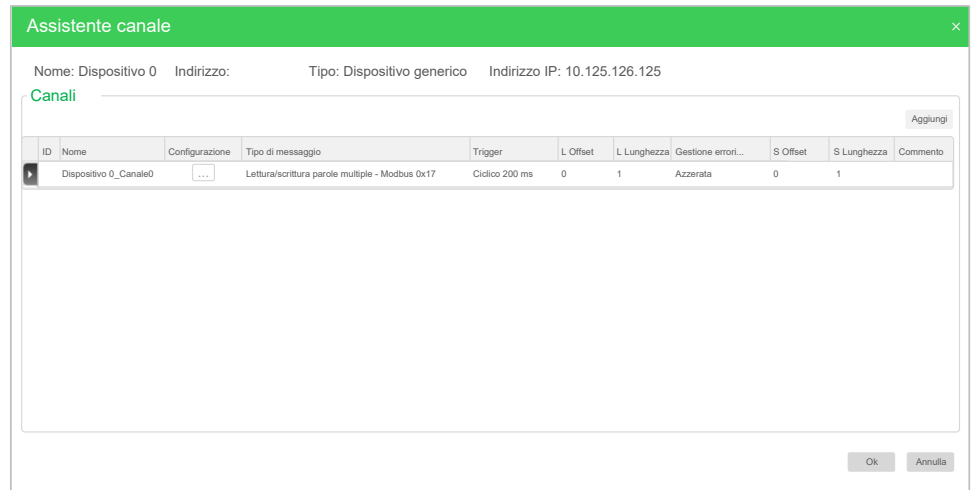 Assistente canale ×
Nome: Dispositivo 0 Indirizzo: Tipo: Dispositivo generico Indirizzo IP: 10.125.126.125
Canali
Aggiungi
ID Nome Configurazione Tipo di messaggio Trigger L Offset L Lunghezza Gestione errori... S Offset S Lunghezza Commento
Dispositivo 0_Canale0 ... Lettura/scrittura parole multiple - Modbus 0x17 Ciclico 200 ms 0 1 Azzerata 0 1
Ok Annulla